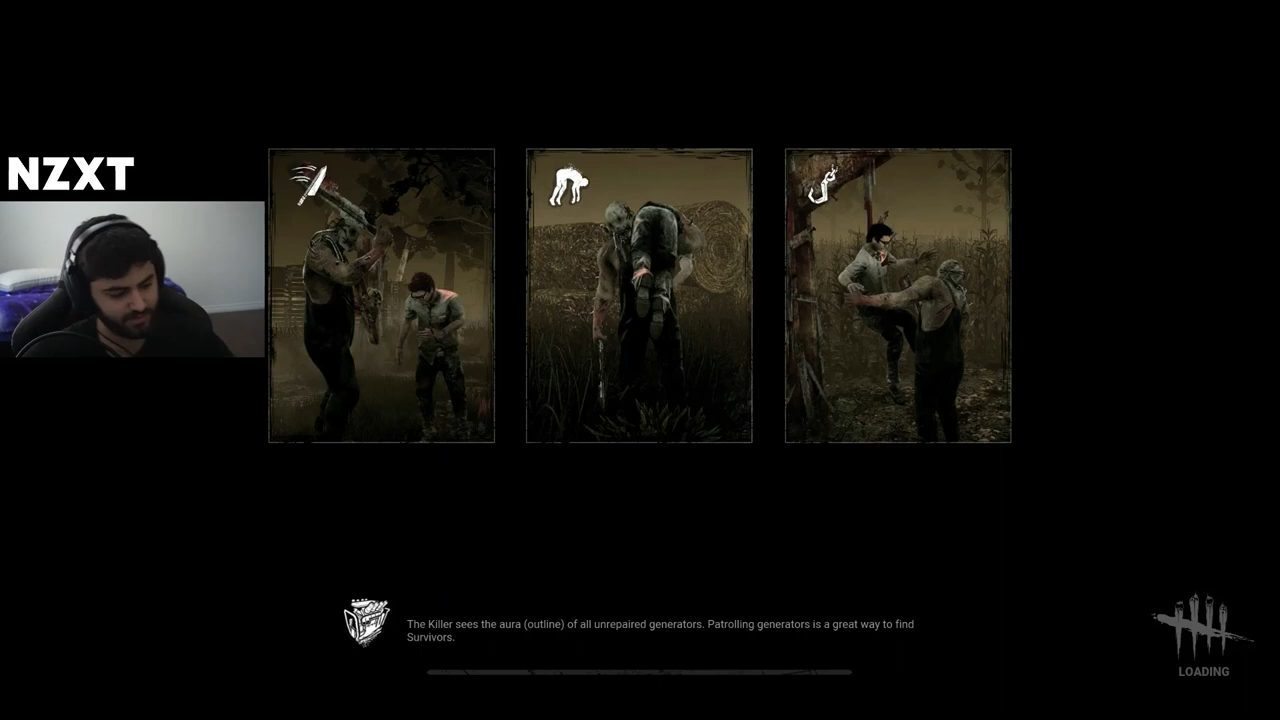 NZXT
The Killer sees the aura (outline) of all unrepaired generators. Patrolling generators is a great way to find
Survivors.
LOADING